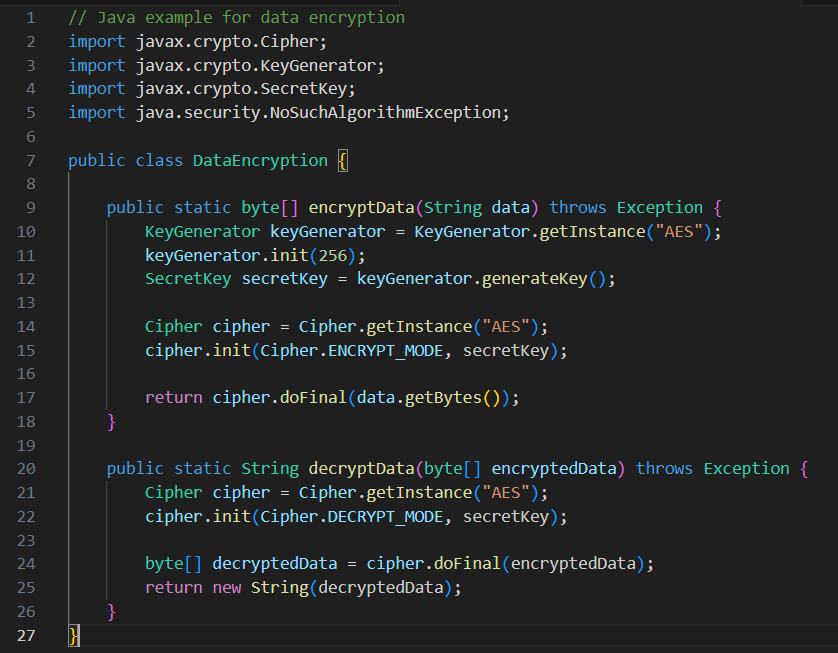 1 // Java example for data encryption
2 import javax.crypto.Cipher;
3 import javax.crypto.KeyGenerator;
4 import javax.crypto.SecretKey;
5 import java.security.NoSuchAlgorithmException;
6
7 public class DataEncryption {
8
9 public static byte[] encryptData(String data) throws Exception {
10 KeyGenerator keyGenerator = KeyGenerator.getInstance("AES");
11 keyGenerator.init(256);
12 SecretKey secretKey = keyGenerator.generateKey();
13
14 Cipher cipher = Cipher.getInstance("AES");
15 cipher.init(Cipher.ENCRYPT_MODE, secretKey);
16
17 return cipher.doFinal(data.getBytes());
18 }
19
20 public static String decryptData(byte[] encryptedData) throws Exception {
21 Cipher cipher = Cipher.getInstance("AES");
22 cipher.init(Cipher.DECRYPT_MODE, secretKey);
23
24 byte[] decryptedData = cipher.doFinal(encryptedData);
25 return new String(decryptedData);
26 }
27 }